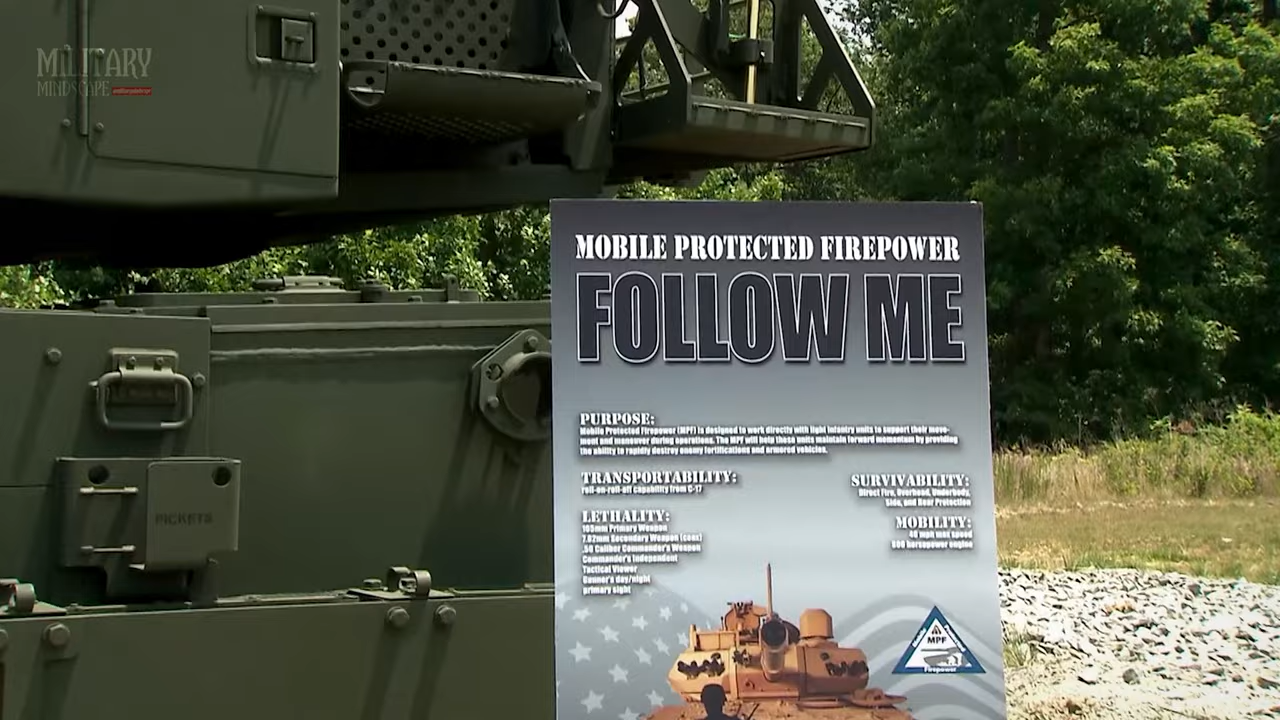 MILITARY
MINDSCAPE
MOBILE PROTECTED FIREPOWER
FOLLOW ME
PURPOSE:
Mobile Protected Firepower (MPF) is designed to work directly with light infantry units to support their move-
ment and maneuver during operations. The MPF will help these units maintain forward momentum by providing
the ability to rapidly destroy enemy fortifications and armored vehicles.
TRANSPORTABILITY:
roll-on-roll-off capability from C-17
SURVIVABILITY:
Direct Fire, Overhead, Underbody,
Side, and Rear Protection
LETHALITY:
105mm Primary Weapon
7.62mm Secondary Weapon (coax)
.50 Caliber Commander's Weapon
Commander's Independent
Tactical Viewer
Gunner's day/night
primary sight
MOBILITY:
40 mph max speed
800 horsepower engine
PICKETS
Mobile
Protected
MPF
Firepower